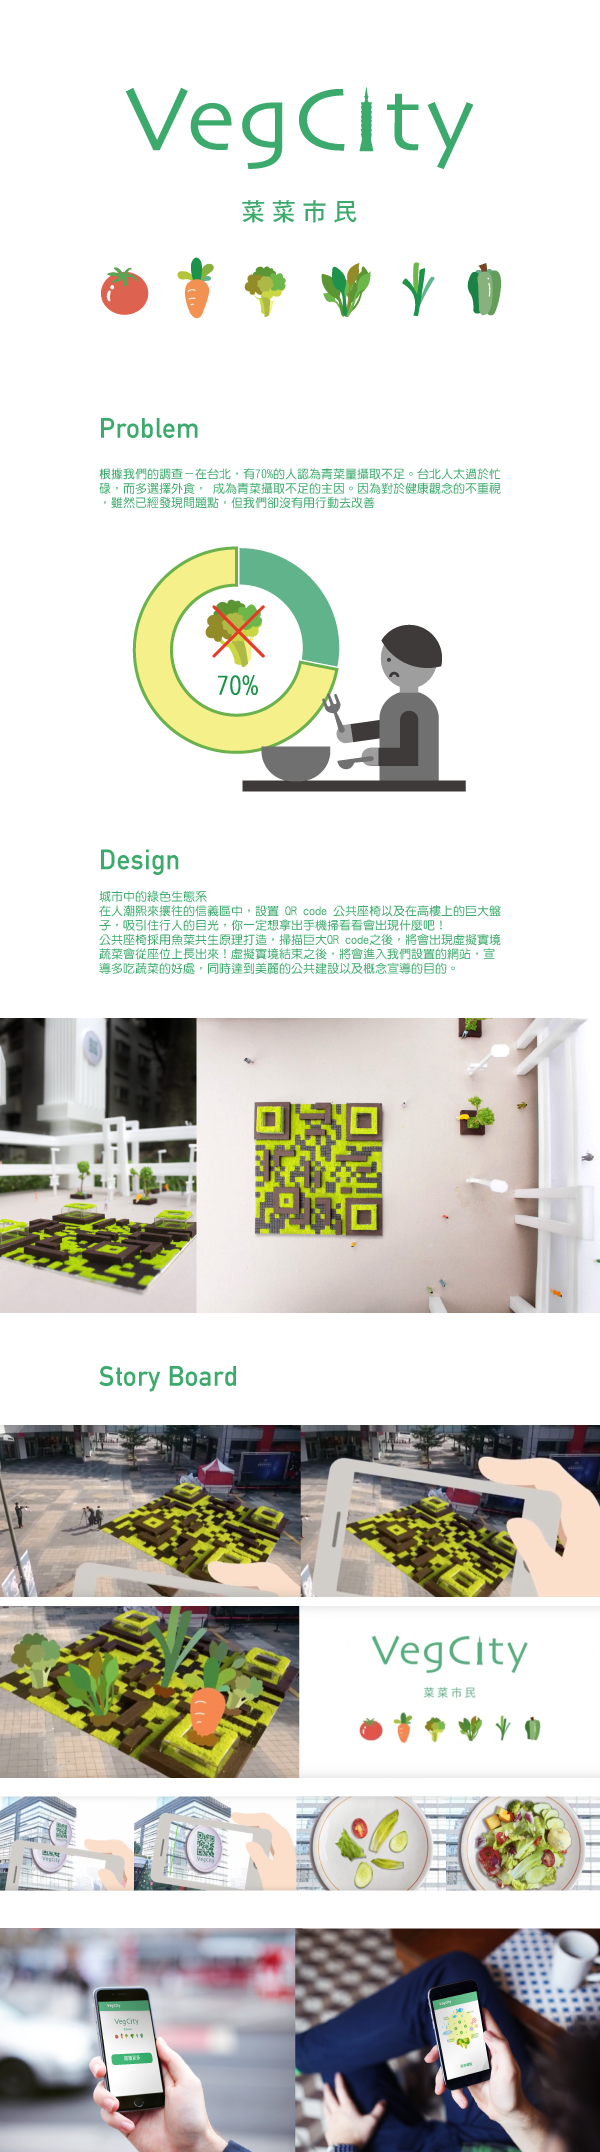 VegCity
菜菜市民
Problem
根據我們的調查－在台北，有70%的人認為青菜量攝取不足。台北人太過於忙
碌，而多選擇外食， 成為青菜攝取不足的主因。因為對於健康觀念的不重視
，雖然已經發現問題點，但我們卻沒有用行動去改善
70%
Design
城市中的綠色生態系
在人潮熙來攘往的信義區中，設置 QR code 公共座椅以及在高樓上的巨大盤
子，吸引住行人的目光，你一定想拿出手機掃看看會出現什麼吧！
公共座椅採用魚菜共生原理打造，掃描巨大QR code之後，將會出現虛擬實境
蔬菜會從座位上長出來！虛擬實境結束之後，將會進入我們設置的網站，宣
導多吃蔬菜的好處，同時達到美麗的公共建設以及概念宣導的目的。
Story Board
VegCity
菜菜市民
VegCity
VegCity
VegCity
VegCity
VegCity